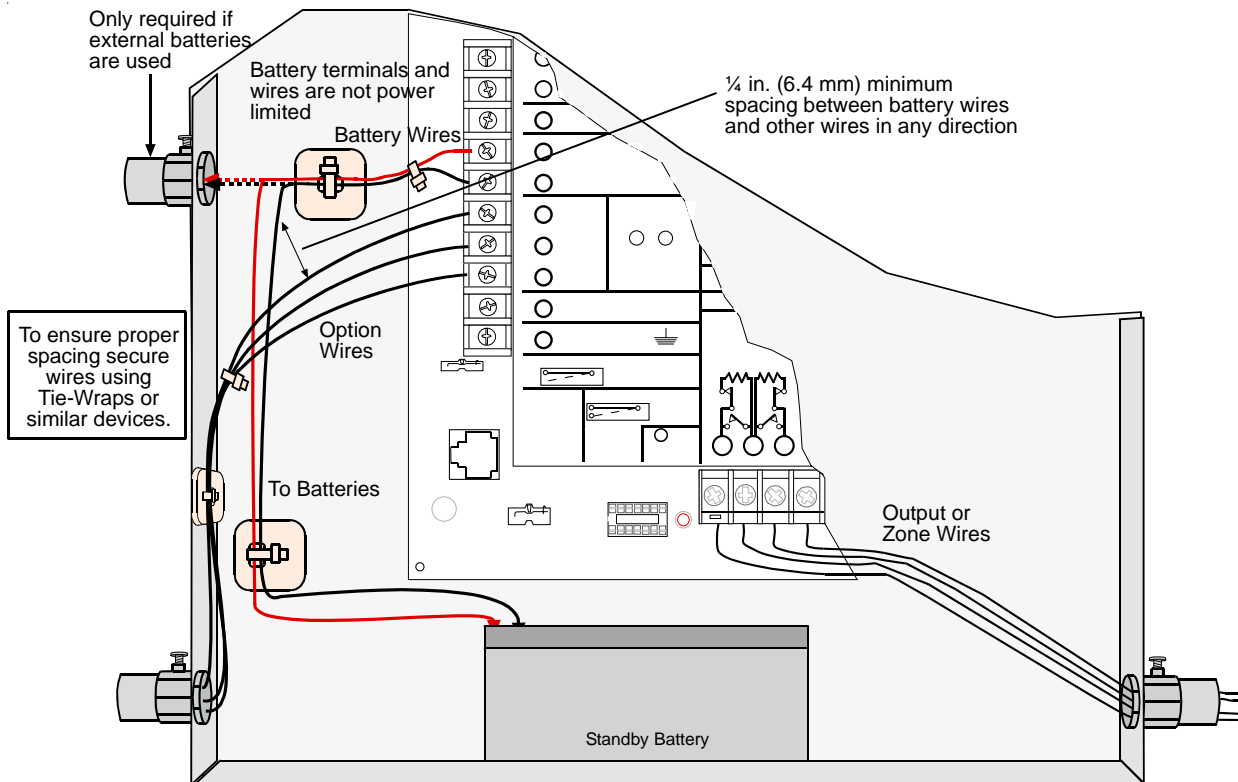 Only required if
external batteries
are used
Battery terminals and
wires are not power
limited
¼ in. (6.4 mm) minimum
spacing between battery wires
and other wires in any direction
Battery Wires
To ensure proper
spacing secure
wires using
Tie-Wraps or
similar devices.
Option
Wires
To Batteries
Output or
Zone Wires
Standby Battery